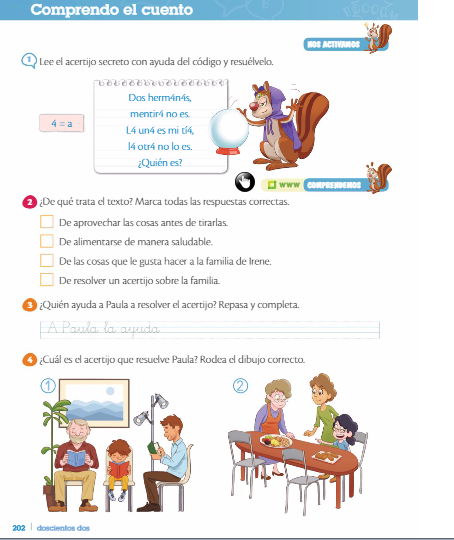 Comprendo el cuento
NOS ACTIVAMOS
1 Lee el acertijo secreto con ayuda del código y resuélvelo.
4 = a
Dos herm4n4s,
mentir4 no es.
L4 un4 es mi tí4,
l4 otr4 no lo es.
¿Quién es?
www COMPRENDEMOS
2 ¿De qué trata el texto? Marca todas las respuestas correctas.
De aprovechar las cosas antes de tirarlas.
De alimentarse de manera saludable.
De las cosas que le gusta hacer a la familia de Irene.
De resolver un acertijo sobre la familia.
3 ¿Quién ayuda a Paula a resolver el acertijo? Repasa y completa.
A Paula la ayuda
4 ¿Cuál es el acertijo que resuelve Paula? Rodea el dibujo correcto.
1 2
202 doscientos dos